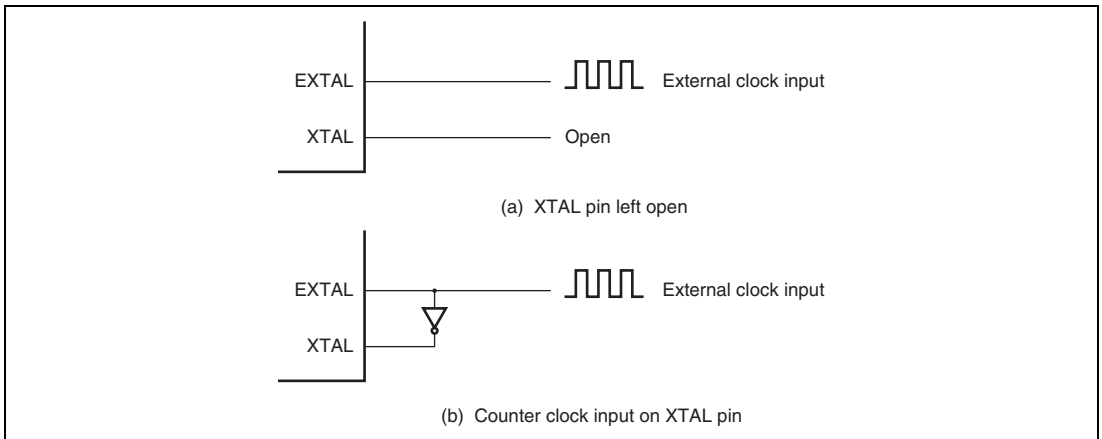 EXTAL
External clock input
XTAL
Open
(a) XTAL pin left open
EXTAL
External clock input
XTAL
(b) Counter clock input on XTAL pin